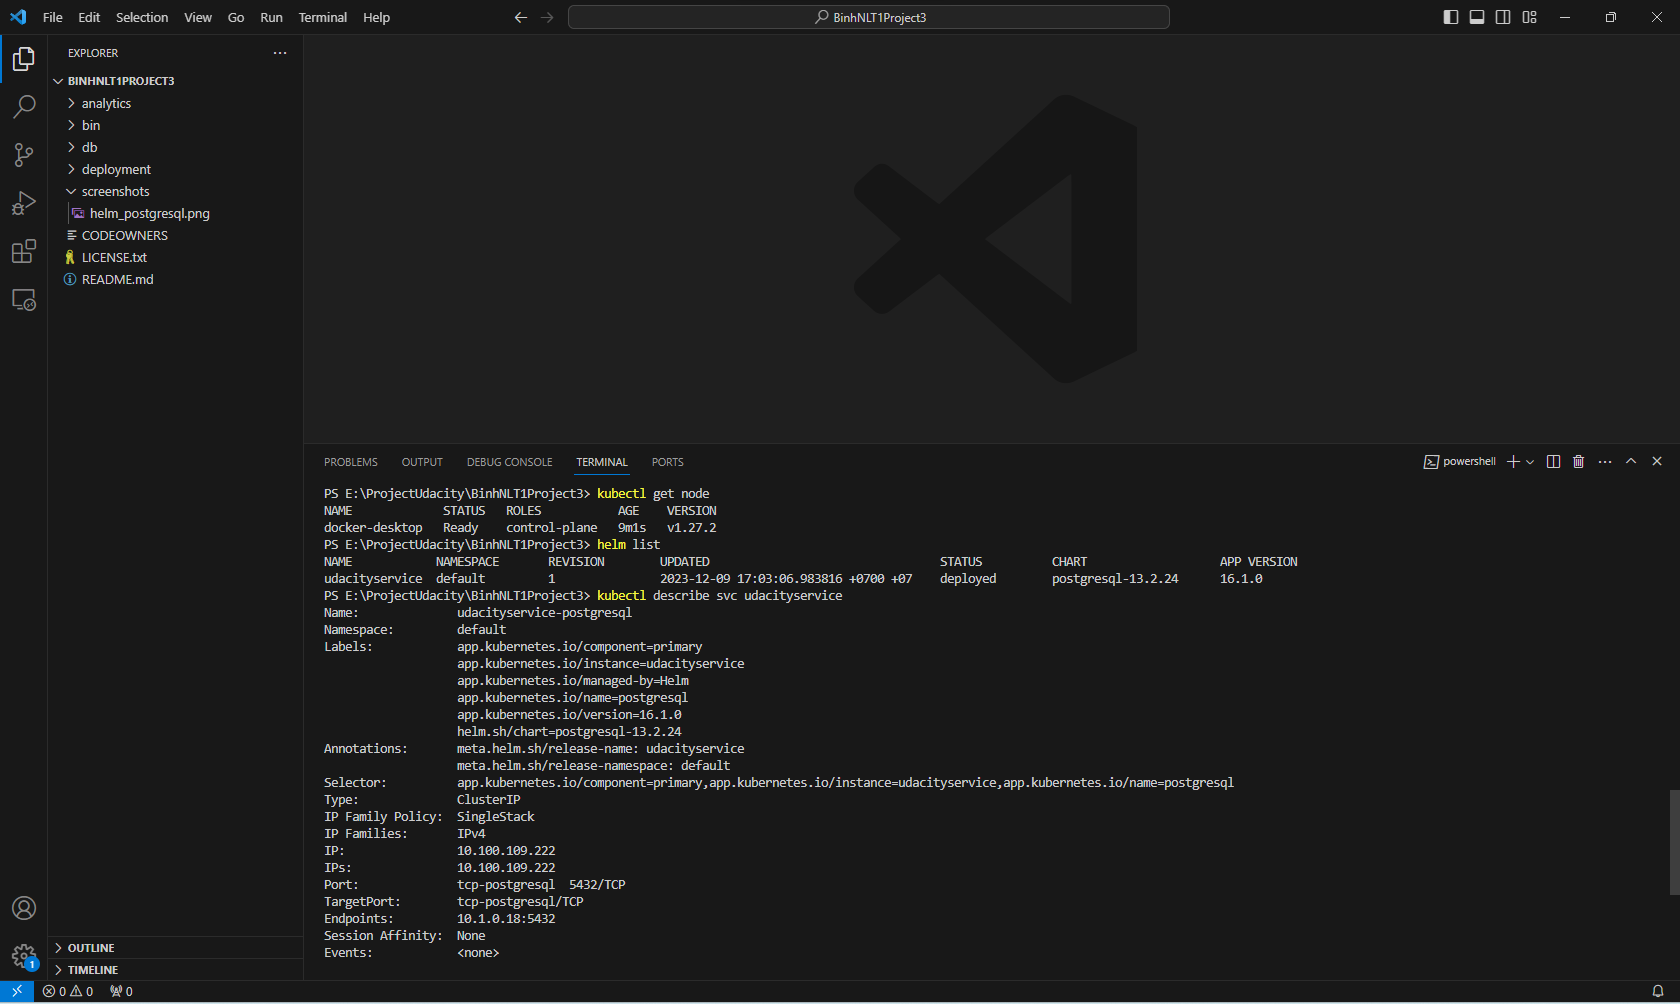 File Edit Selection View Go Run Terminal Help
BinhNLT1Project3
EXPLORER
BINHNLT1PROJECT3
analytics
bin
db
deployment
screenshots
helm_postgresql.png
CODEOWNERS
LICENSE.txt
README.md
PROBLEMS OUTPUT DEBUG CONSOLE TERMINAL PORTS
powershell
PS E:\ProjectUdacity\BinhNLT1Project3> kubectl get node
NAME STATUS ROLES AGE VERSION
docker-desktop Ready control-plane 9m1s v1.27.2
PS E:\ProjectUdacity\BinhNLT1Project3> helm list
NAME NAMESPACE REVISION UPDATED STATUS CHART APP VERSION
udacityservice default 1 2023-12-09 17:03:06.983816 +0700 +07 deployed postgresql-13.2.24 16.1.0
PS E:\ProjectUdacity\BinhNLT1Project3> kubectl describe svc udacityservice
Name: udacityservice-postgresql
Namespace: default
Labels: app.kubernetes.io/component=primary
app.kubernetes.io/instance=udacityservice
app.kubernetes.io/managed-by=Helm
app.kubernetes.io/name=postgresql
app.kubernetes.io/version=16.1.0
helm.sh/chart=postgresql-13.2.24
Annotations: meta.helm.sh/release-name: udacityservice
meta.helm.sh/release-namespace: default
Selector: app.kubernetes.io/component=primary,app.kubernetes.io/instance=udacityservice,app.kubernetes.io/name=postgresql
Type: ClusterIP
IP Family Policy: SingleStack
IP Families: IPv4
IP: 10.100.109.222
IPs: 10.100.109.222
Port: tcp-postgresql 5432/TCP
TargetPort: tcp-postgresql/TCP
Endpoints: 10.1.0.18:5432
Session Affinity: None
Events: <none>
OUTLINE
TIMELINE
1
0 0 0